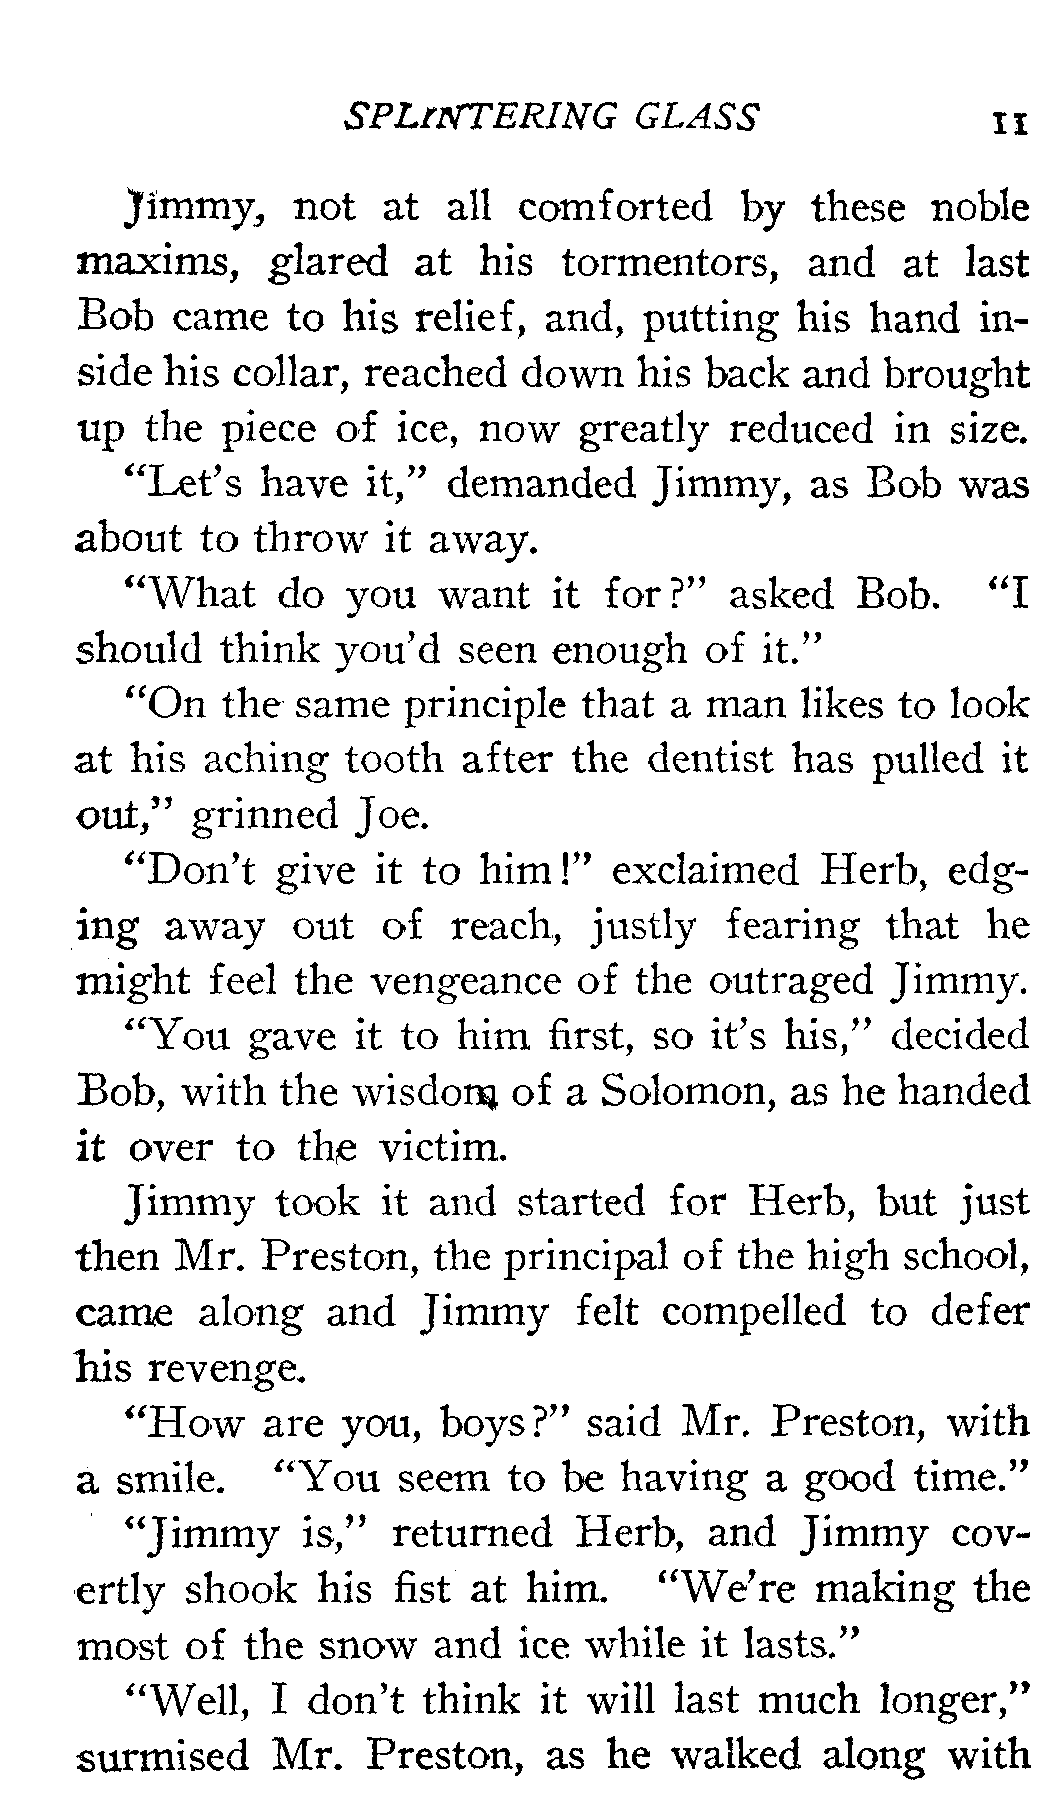 SPLINTERING GLASS 11
Jimmy, not at all comforted by these noble
maxims, glared at his tormentors, and at last
Bob came to his relief, and, putting his hand in-
side his collar, reached down his back and brought
up the piece of ice, now greatly reduced in size.
“Let’s have it,” demanded Jimmy, as Bob was
about to throw it away.
“What do you want it for?” asked Bob. “I
should think you’d seen enough of it.”
“On the same principle that a man likes to look
at his aching tooth after the dentist has pulled it
out,” grinned Joe.
“Don’t give it to him!” exclaimed Herb, edg-
ing away out of reach, justly fearing that he
might feel the vengeance of the outraged Jimmy.
“You gave it to him first, so it’s his,” decided
Bob, with the wisdom of a Solomon, as he handed
it over to the victim.
Jimmy took it and started for Herb, but just
then Mr. Preston, the principal of the high school,
came along and Jimmy felt compelled to defer
his revenge.
“How are you, boys?” said Mr. Preston, with
a smile. “You seem to be having a good time.”
“Jimmy is,” returned Herb, and Jimmy cov-
ertly shook his fist at him. “We’re making the
most of the snow and ice while it lasts.”
“Well, I don’t think it will last much longer,”
surmised Mr. Preston, as he walked along with